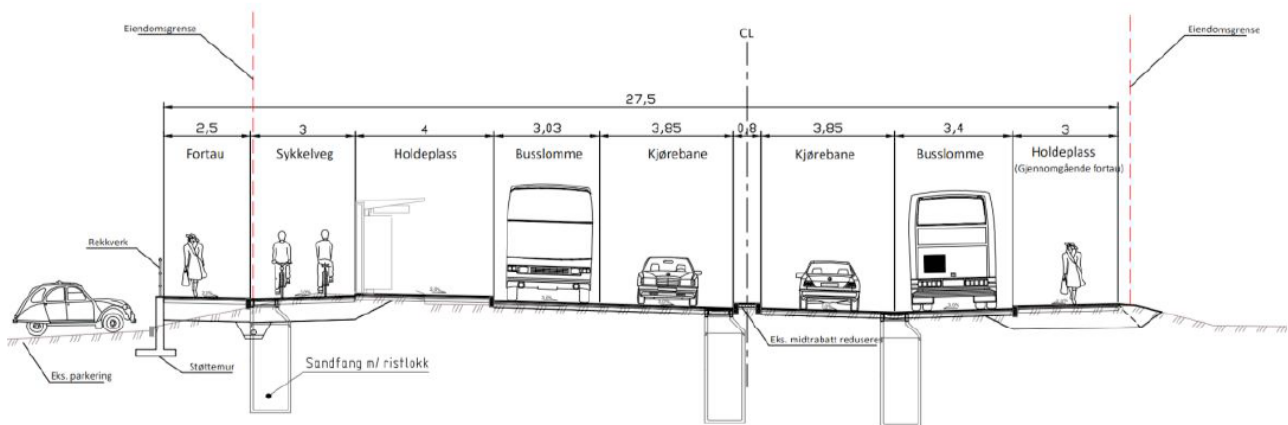 Eiendomsgrense
CL
Eiendomsgrense
27,5
2,5 3 4 3,03 3,85 0,8 3,85 3,4 3
Fortau Sykkelveg Holdeplass Busslomme Kjørebane Kjørebane Busslomme Holdeplass
(Gjennomgående fortau)
Rekkverk
Eks. midtrabatt reduseres
Støttemur
Sandfang m/ ristlokk
Eks. parkering